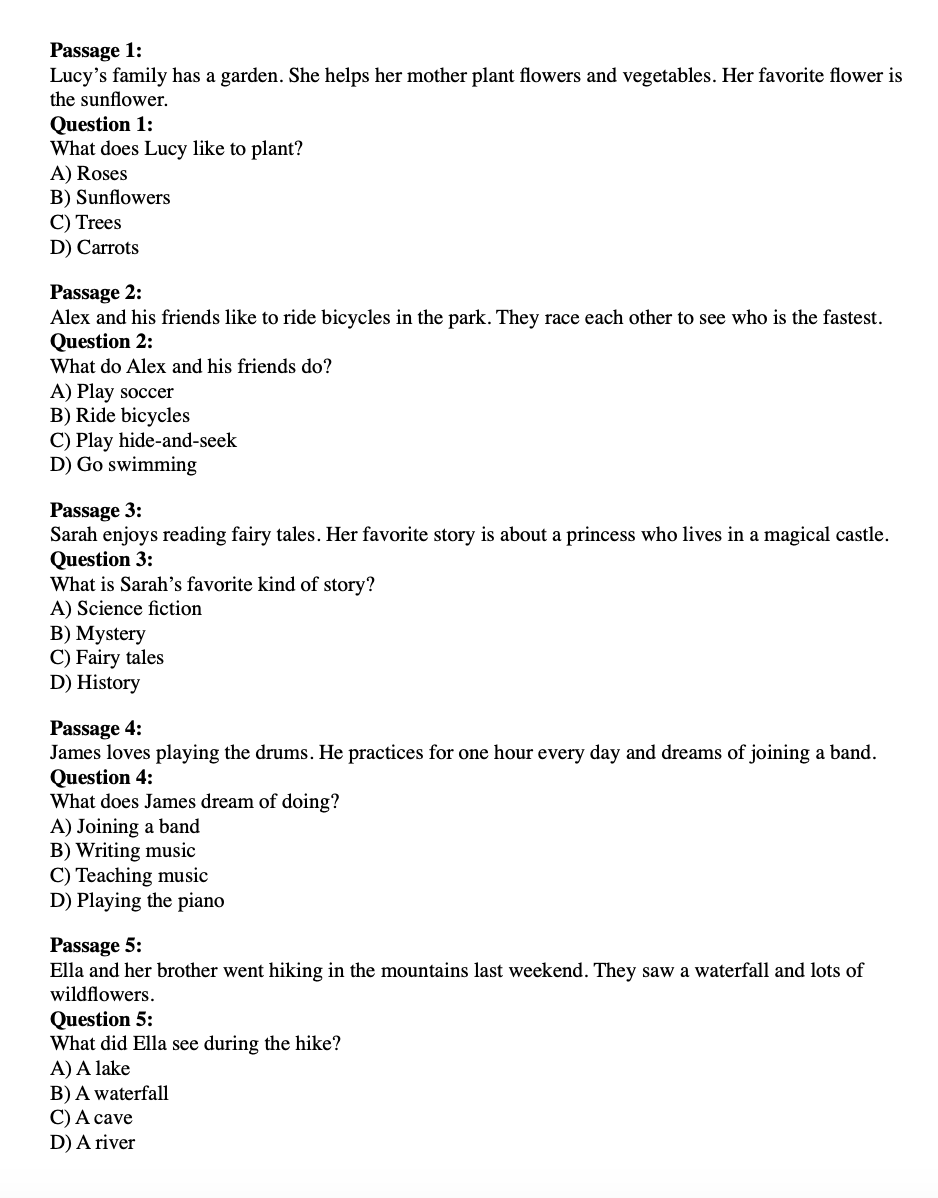 Passage 1:
Lucy’s family has a garden. She helps her mother plant flowers and vegetables. Her favorite flower is
the sunflower.
Question 1:
What does Lucy like to plant?
A) Roses
B) Sunflowers
C) Trees
D) Carrots
Passage 2:
Alex and his friends like to ride bicycles in the park. They race each other to see who is the fastest.
Question 2:
What do Alex and his friends do?
A) Play soccer
B) Ride bicycles
C) Play hide-and-seek
D) Go swimming
Passage 3:
Sarah enjoys reading fairy tales. Her favorite story is about a princess who lives in a magical castle.
Question 3:
What is Sarah’s favorite kind of story?
A) Science fiction
B) Mystery
C) Fairy tales
D) History
Passage 4:
James loves playing the drums. He practices for one hour every day and dreams of joining a band.
Question 4:
What does James dream of doing?
A) Joining a band
B) Writing music
C) Teaching music
D) Playing the piano
Passage 5:
Ella and her brother went hiking in the mountains last weekend. They saw a waterfall and lots of
wildflowers.
Question 5:
What did Ella see during the hike?
A) A lake
B) A waterfall
C) A cave
D) A river